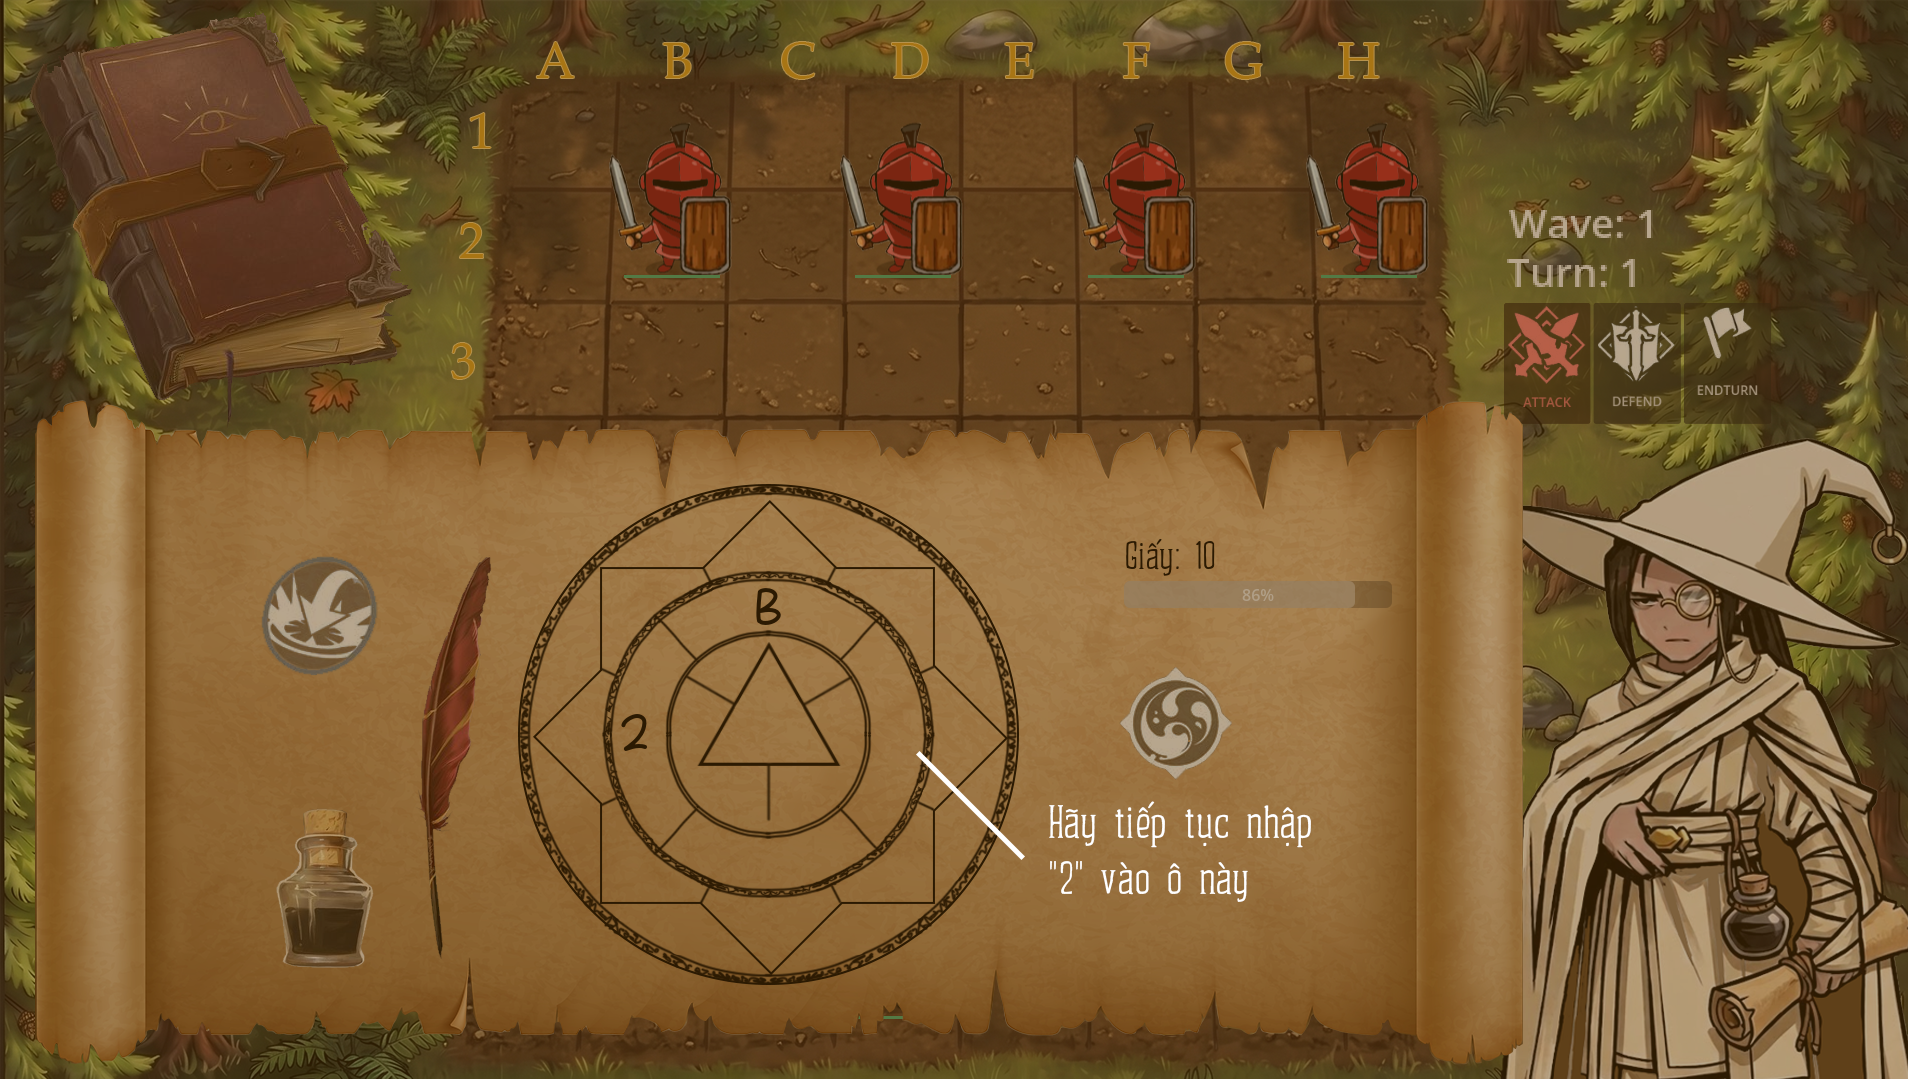 A B C D E F G H
1
2
3
Wave: 1
Turn: 1
ATTACK
DEFEND
ENDTURN
Giấy: 10
86%
B
2
Hãy tiếp tục nhập
"2" vào ô này